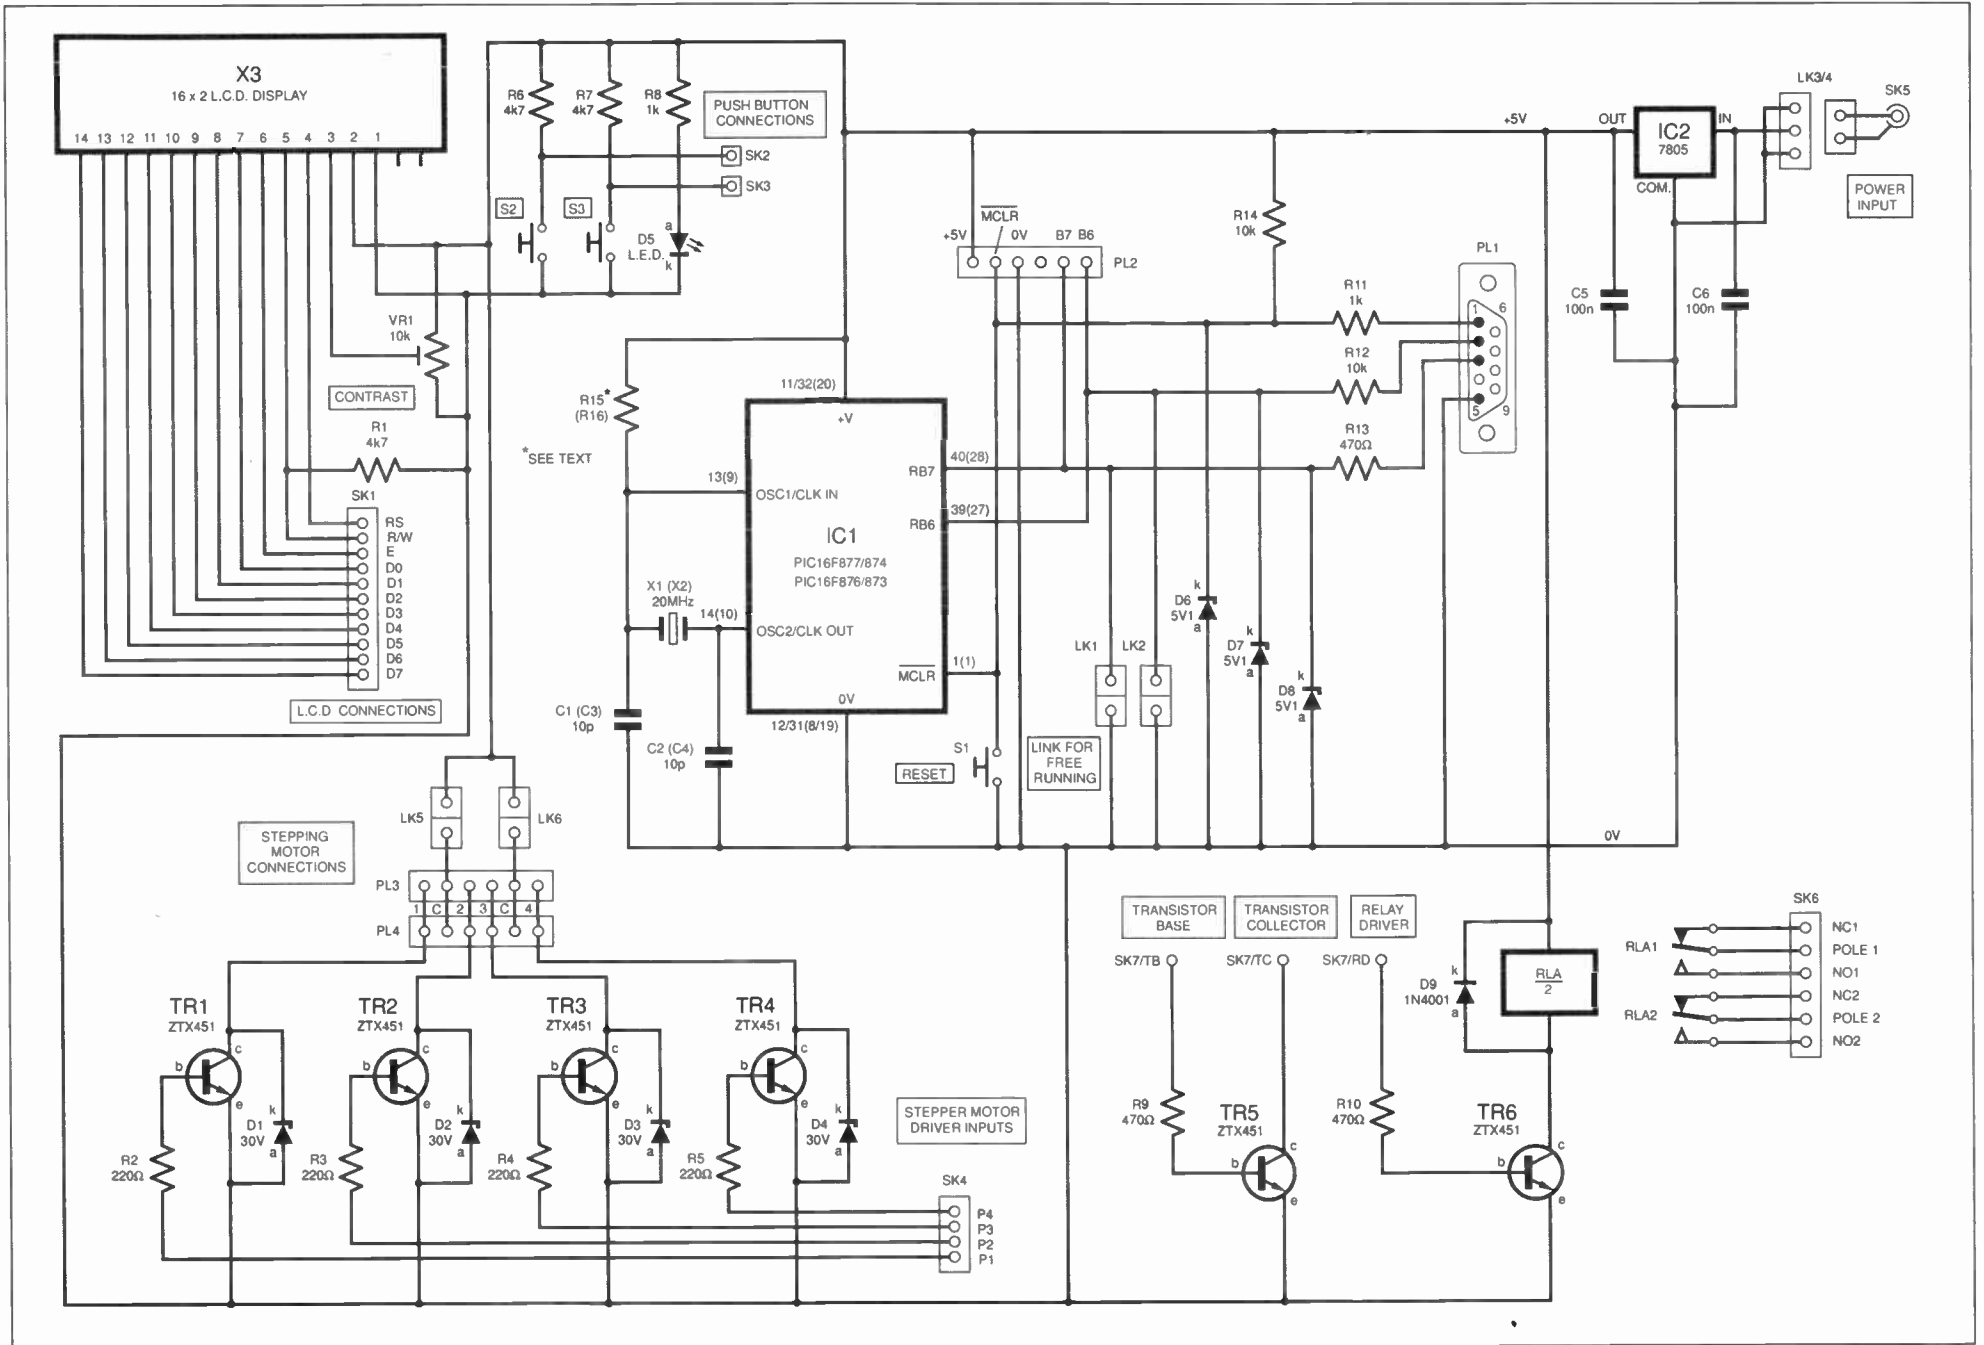 X3
16 x 2 L.C.D. DISPLAY
14 13 12 11 10 9 8 7 6 5 4 3 2 1
R6
4k7
R7
4k7
R8
1k
PUSH BUTTON
CONNECTIONS
SK2
SK3
S2
S3
D5
L.E.D.
a
k
VR1
10k
CONTRAST
R1
4k7
SK1
RS
R/W
E
D0
D1
D2
D3
D4
D5
D6
D7
L.C.D CONNECTIONS
R15*
(R16)
*SEE TEXT
11/32(20)
+V
13(9)
OSC1/CLK IN
IC1
PIC16F877/874
PIC16F876/873
X1 (X2)
20MHz
14(10)
OSC2/CLK OUT
0V
12/31(8/19)
C1 (C3)
10p
C2 (C4)
10p
RB7
40(28)
RB6
39(27)
MCLR
1(1)
S1
RESET
+5V
MCLR
0V
B7 B6
PL2
R14
10k
R11
1k
R12
10k
R13
470Ω
PL1
1
6
5
9
LK1
LK2
LINK FOR
FREE
RUNNING
k
D6
5V1
a
k
D7
5V1
a
k
D8
5V1
a
+5V
OUT
IC2
7805
IN
COM.
C5
100n
C6
100n
LK3/4
SK5
POWER
INPUT
0V
STEPPING
MOTOR
CONNECTIONS
LK5
LK6
PL3
1 C 2 3 C 4
PL4
TR1
ZTX451
c
b
e
k
D1
30V
a
R2
220Ω
TR2
ZTX451
c
b
e
k
D2
30V
a
R3
220Ω
TR3
ZTX451
c
b
e
k
D3
30V
a
R4
220Ω
TR4
ZTX451
c
b
e
k
D4
30V
a
R5
220Ω
STEPPER MOTOR
DRIVER INPUTS
SK4
P4
P3
P2
P1
TRANSISTOR
BASE
TRANSISTOR
COLLECTOR
RELAY
DRIVER
SK7/TB
SK7/TC
SK7/RD
R9
470Ω
TR5
ZTX451
c
b
e
R10
470Ω
TR6
ZTX451
c
b
e
k
D9
1N4001
a
RLA
2
RLA1
RLA2
SK6
NC1
POLE 1
NO1
NC2
POLE 2
NO2